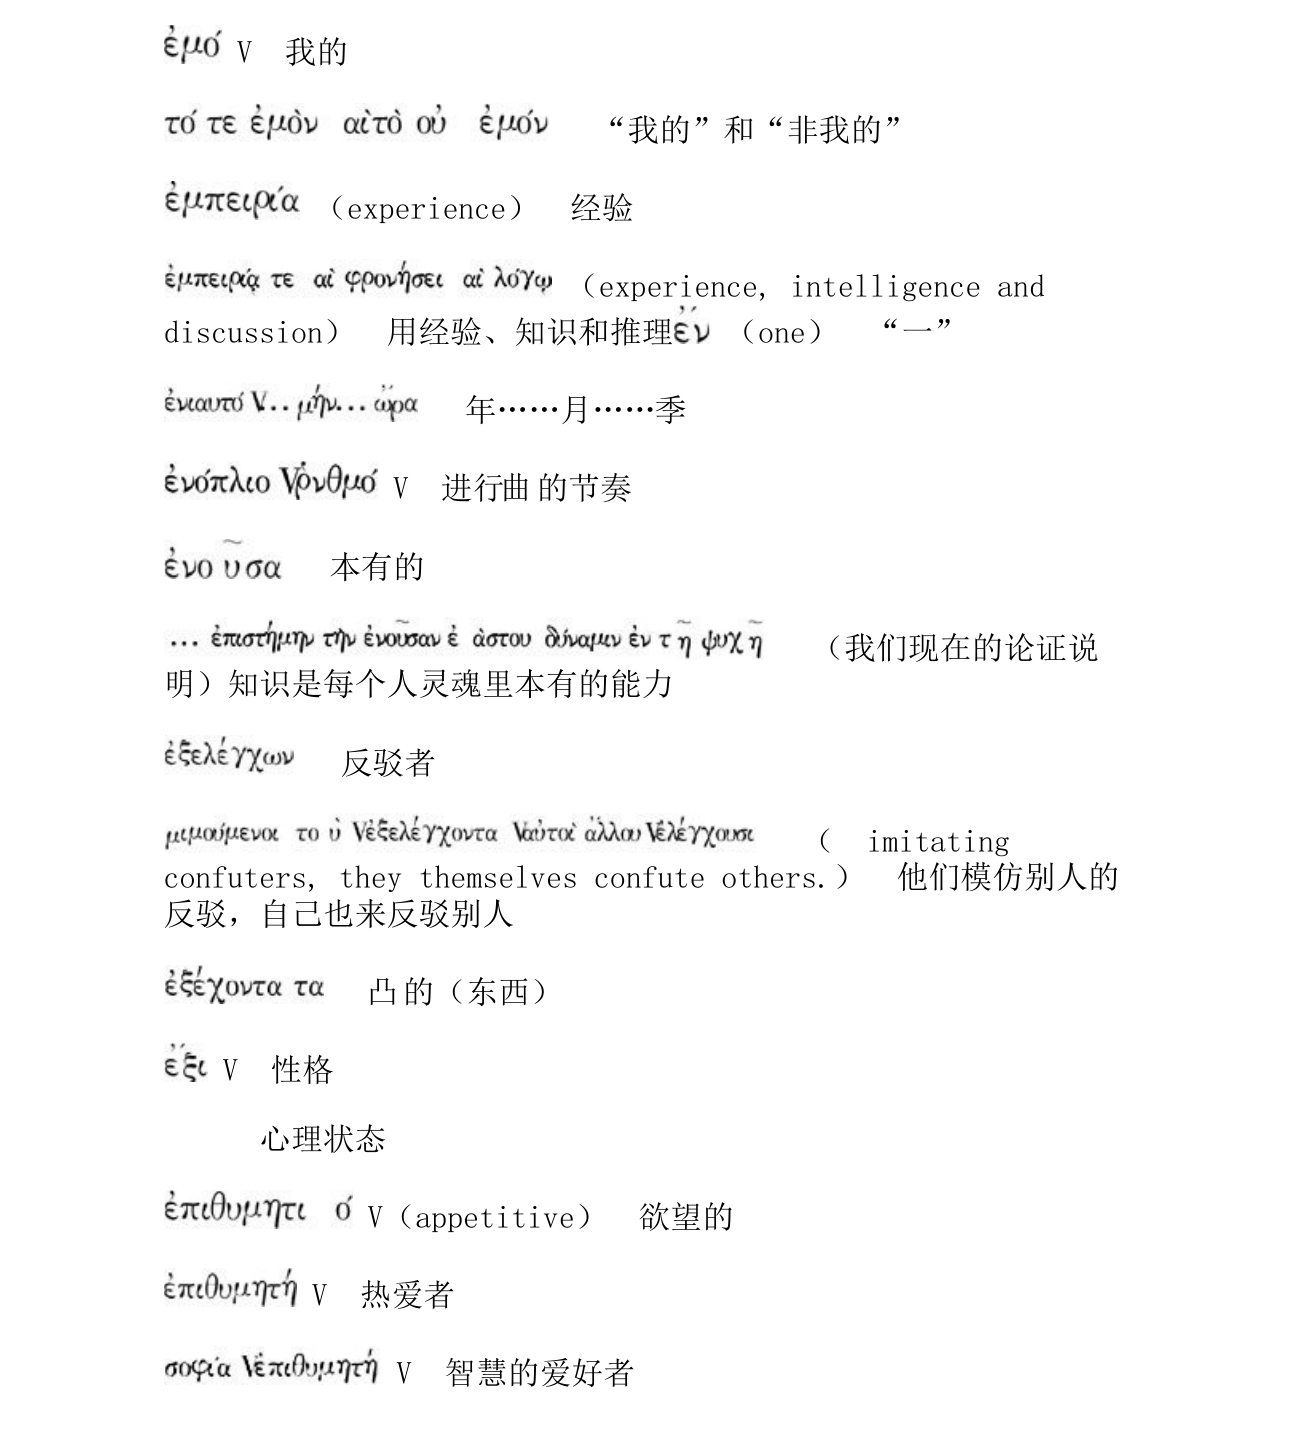 ἐμό V 我的
τό τε ἐμὸν αἰτὸ οὐ ἐμόν “我的”和“非我的”
ἐμπειρία （experience） 经验
ἐμπειρίᾳ τε αἰ φρονήσει αἰ λόγῳ （experience, intelligence and
discussion） 用经验、知识和推理ἔν （one） “一”
ἐνιαυτό V... μήν... ὥρα 年……月……季
ἐνόπλιο Vῥνθμό V 进行曲的节奏
ἐνο ῦσα 本有的
... ἐπιστήμην τὴν ἐνοῦσαν ἑ ὰστου δύναμιν ἐν τῆ ψυχῆ （我们现在的论证说
明）知识是每个人灵魂里本有的能力
ἐξελέγχων 反驳者
μιμούμενοι το ὐ Vἐξελέγχοντα Vαὐτοὶ ἄλλου Vἐλέγχουσι （ imitating
confuters, they themselves confute others.） 他们模仿别人的
反驳，自己也来反驳别人
ἐξέχοντα τα 凸的（东西）
ἔξι V 性格
心理状态
ἐπιθυμητι ό V（appetitive） 欲望的
ἐπιθυμητή V 热爱者
σοφία Vἐπιθυμητή V 智慧的爱好者